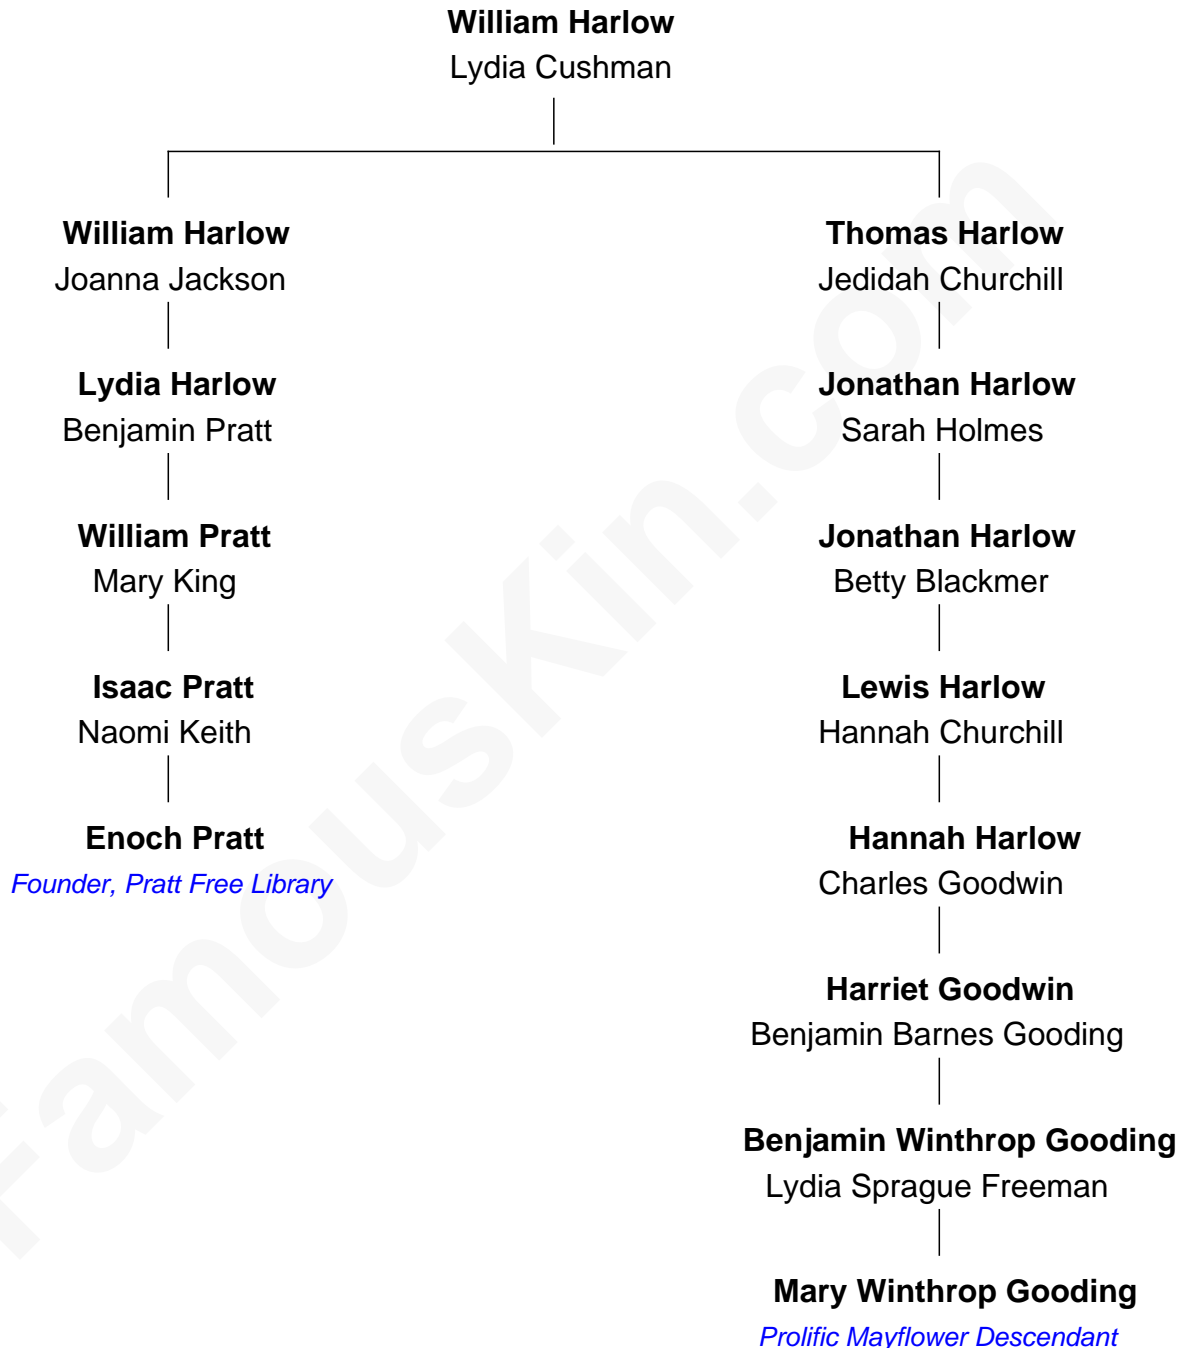 William Harlow
Lydia Cushman
William Harlow
Joanna Jackson
Thomas Harlow
Jedidah Churchill
Lydia Harlow
Benjamin Pratt
Jonathan Harlow
Sarah Holmes
William Pratt
Mary King
Jonathan Harlow
Betty Blackmer
Isaac Pratt
Naomi Keith
Lewis Harlow
Hannah Churchill
Enoch Pratt
Founder, Pratt Free Library
Hannah Harlow
Charles Goodwin
Harriet Goodwin
Benjamin Barnes Gooding
Benjamin Winthrop Gooding
Lydia Sprague Freeman
Mary Winthrop Gooding
Prolific Mayflower Descendant
FamousKin.com